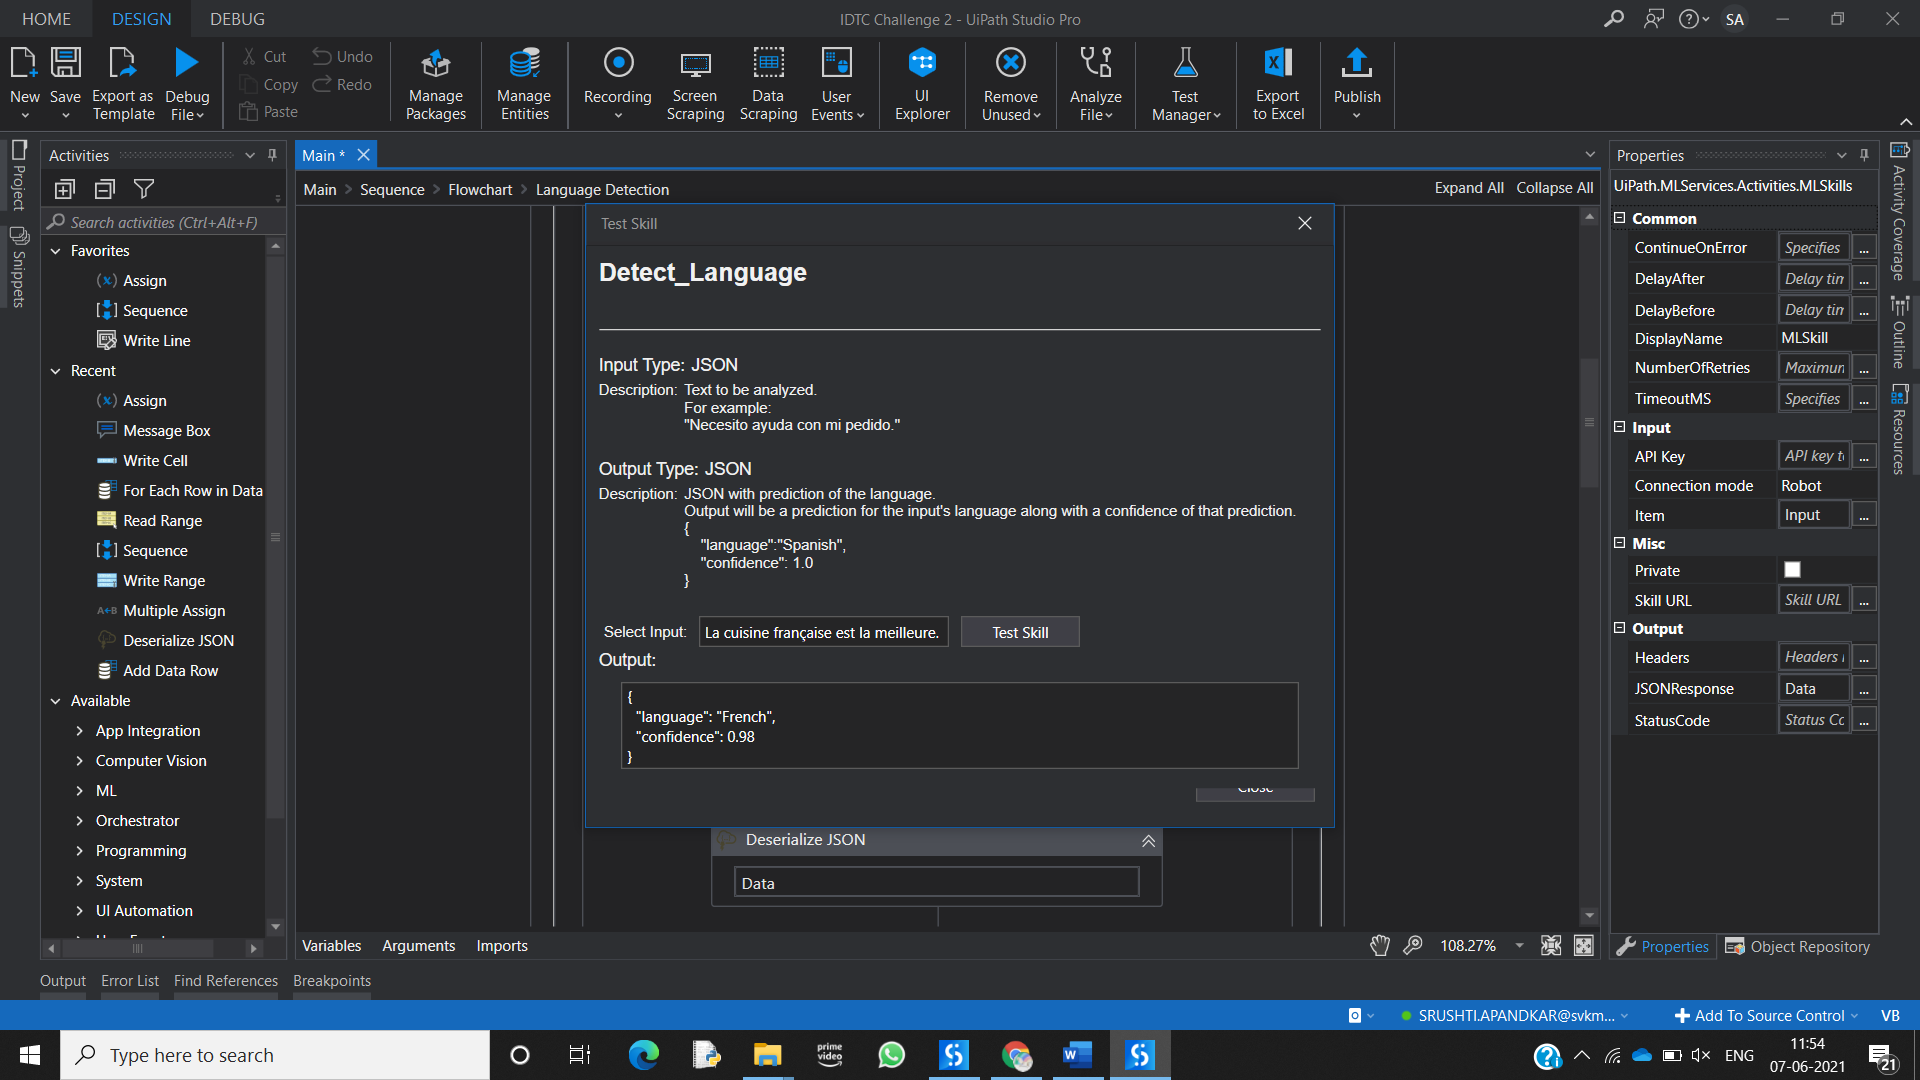 HOME DESIGN DEBUG
IDTC Challenge 2 - UiPath Studio Pro
SA
New
Save
Export as Template
Debug File
Cut
Copy
Paste
Undo
Redo
Manage Packages
Manage Entities
Recording
Screen Scraping
Data Scraping
User Events
UI Explorer
Remove Unused
Analyze File
Test Manager
Export to Excel
Publish
Project
Snippets
Activities
Search activities (Ctrl+Alt+F)
Favorites
Assign
Sequence
Write Line
Recent
Assign
Message Box
Write Cell
For Each Row in Data
Read Range
Sequence
Write Range
Multiple Assign
Deserialize JSON
Add Data Row
Available
App Integration
Computer Vision
ML
Orchestrator
Programming
System
UI Automation
Main *
Main > Sequence > Flowchart > Language Detection
Expand All Collapse All
Test Skill
Detect_Language
Input Type: JSON
Description: Text to be analyzed.
For example:
"Necesito ayuda con mi pedido."
Output Type: JSON
Description: JSON with prediction of the language.
Output will be a prediction for the input's language along with a confidence of that prediction.
{
"language":"Spanish",
"confidence": 1.0
}
Select Input: La cuisine française est la meilleure. Test Skill
Output:
{
"language": "French",
"confidence": 0.98
}
Close
Deserialize JSON
Data
Variables Arguments Imports
108.27%
Properties
UiPath.MLServices.Activities.MLSkills
Common
ContinueOnError Specifies ...
DelayAfter Delay tim ...
DelayBefore Delay tim ...
DisplayName MLSkill
NumberOfRetries Maximum ...
TimeoutMS Specifies ...
Input
API Key API key t ...
Connection mode Robot
Item Input ...
Misc
Private
Skill URL Skill URL ...
Output
Headers Headers ...
JSONResponse Data ...
StatusCode Status Co ...
Properties Object Repository
Activity Coverage
Outline
Resources
Output Error List Find References Breakpoints
SRUSHTI.APANDKAR@svkm...
Add To Source Control
VB
Type here to search
prime video
ENG
11:54
07-06-2021
21